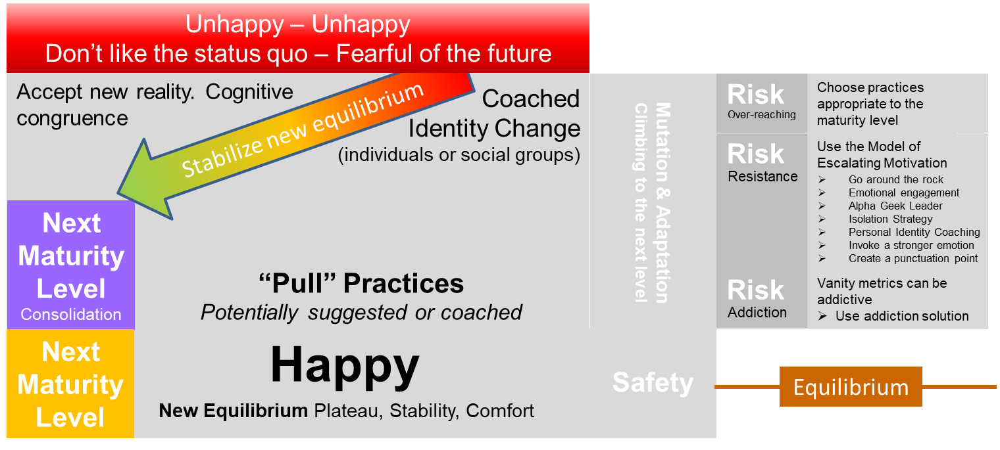 Unhappy – Unhappy
Don’t like the status quo – Fearful of the future
Accept new reality. Cognitive
congruence
Stabilize new equilibrium
Coached
Identity Change
(individuals or social groups)
Next
Maturity
Level
Consolidation
“Pull” Practices
Potentially suggested or coached
Mutation & Adaptation
Climbing to the next level
Risk
Over-reaching
Choose practices
appropriate to the
maturity level
Risk
Resistance
Use the Model of
Escalating Motivation
➢ Go around the rock
➢ Emotional engagement
➢ Alpha Geek Leader
➢ Isolation Strategy
➢ Personal Identity Coaching
➢ Invoke a stronger emotion
➢ Create a punctuation point
Risk
Addiction
Vanity metrics can be
addictive
➢ Use addiction solution
Next
Maturity
Level
Happy
New Equilibrium Plateau, Stability, Comfort
Safety
Equilibrium